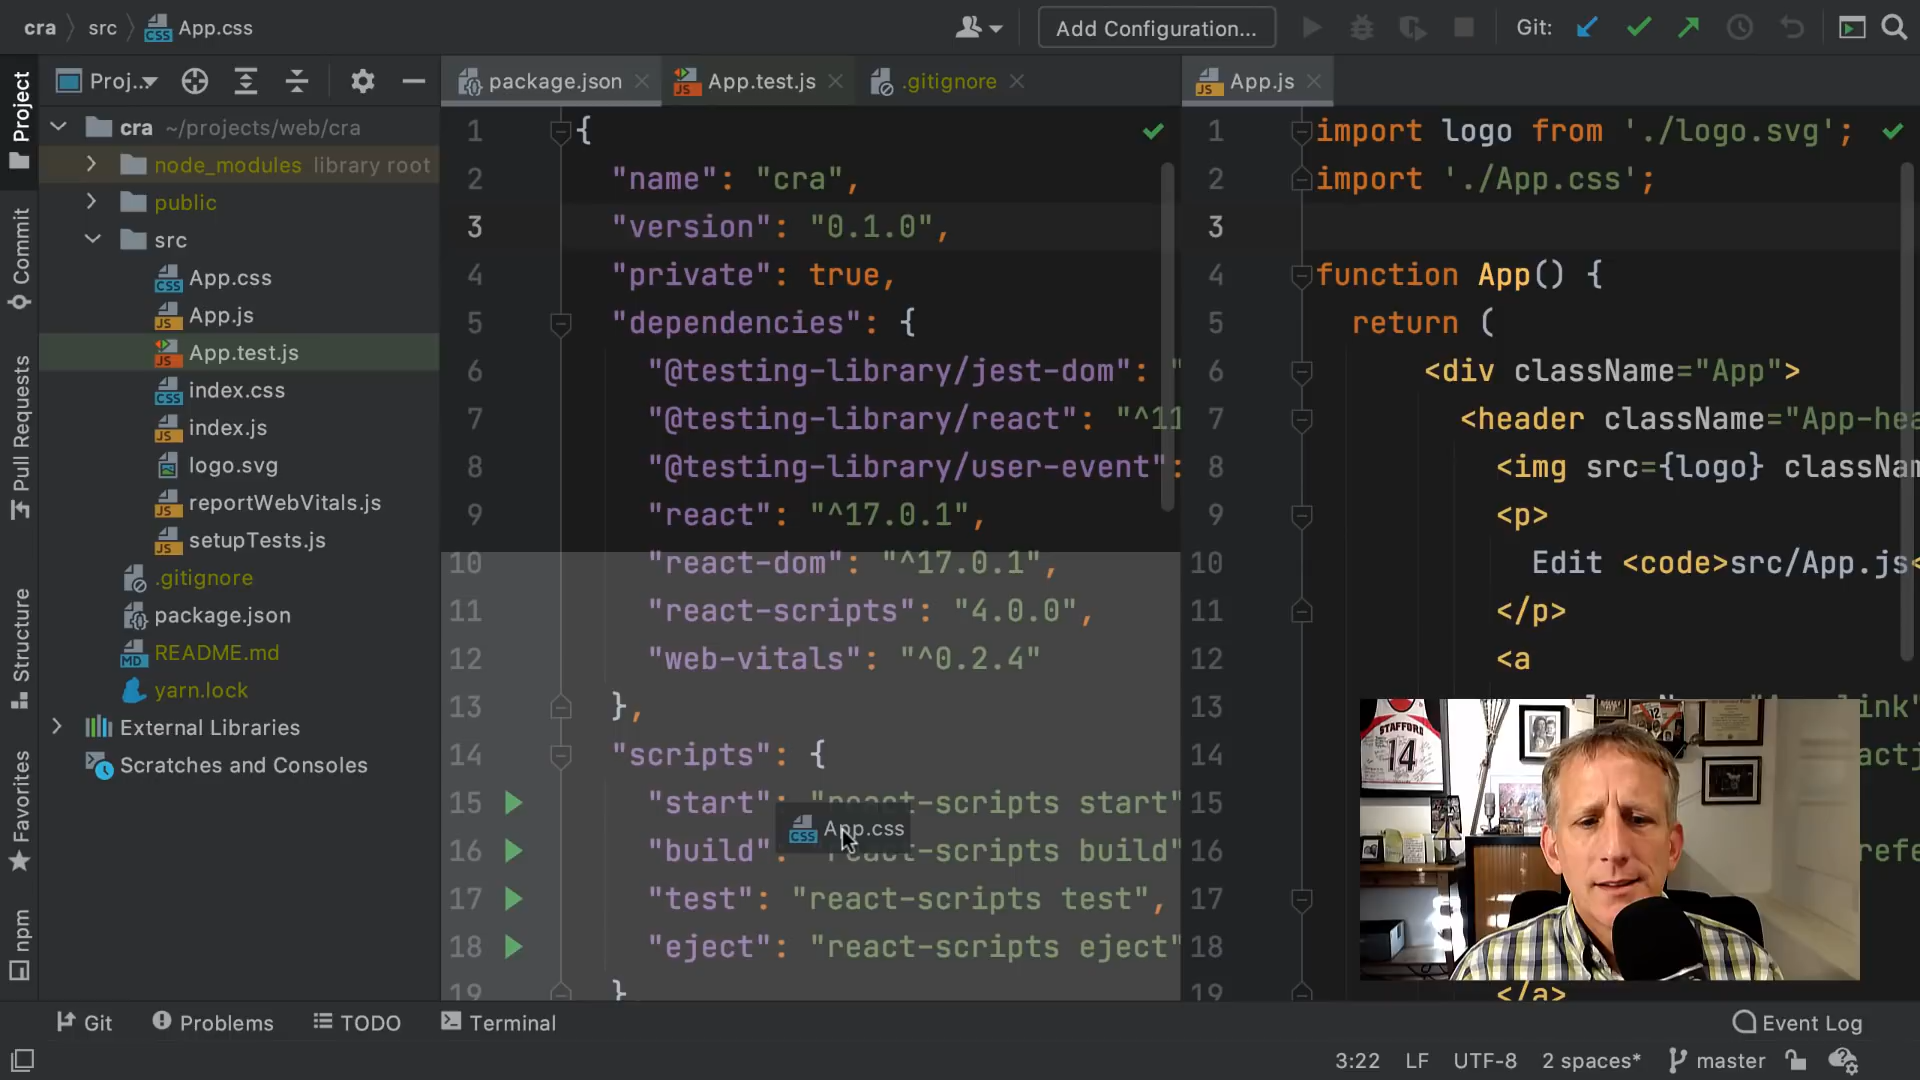 cra src App.css
Add Configuration...
Git:
Project
Commit
Pull Requests
Structure
Favorites
npm
Proj...
cra ~/projects/web/cra
node_modules library root
public
src
App.css
App.js
App.test.js
index.css
index.js
logo.svg
reportWebVitals.js
setupTests.js
.gitignore
package.json
README.md
yarn.lock
External Libraries
Scratches and Consoles
package.json App.test.js .gitignore
1 {
2 "name": "cra",
3 "version": "0.1.0",
4 "private": true,
5 "dependencies": {
6 "@testing-library/jest-dom": "
7 "@testing-library/react": "^11
8 "@testing-library/user-event":
9 "react": "^17.0.1",
10 "react-dom": "^17.0.1",
11 "react-scripts": "4.0.0",
12 "web-vitals": "^0.2.4"
13 },
14 "scripts": {
15 "start": "react-scripts start"
App.css
16 "build": "react-scripts build"
17 "test": "react-scripts test",
18 "eject": "react-scripts eject"
19 }
App.js
1 import logo from './logo.svg';
2 import './App.css';
3
4 function App() {
5 return (
6 <div className="App">
7 <header className="App-hea
8 <img src={logo} classNam
9 <p>
10 Edit <code>src/App.js<
11 </p>
12 <a
13 ink"
14 actj
15
16 refe
17
18
19 </a>
STAFFORD
14
Git Problems TODO Terminal Event Log
3:22 LF UTF-8 2 spaces* master